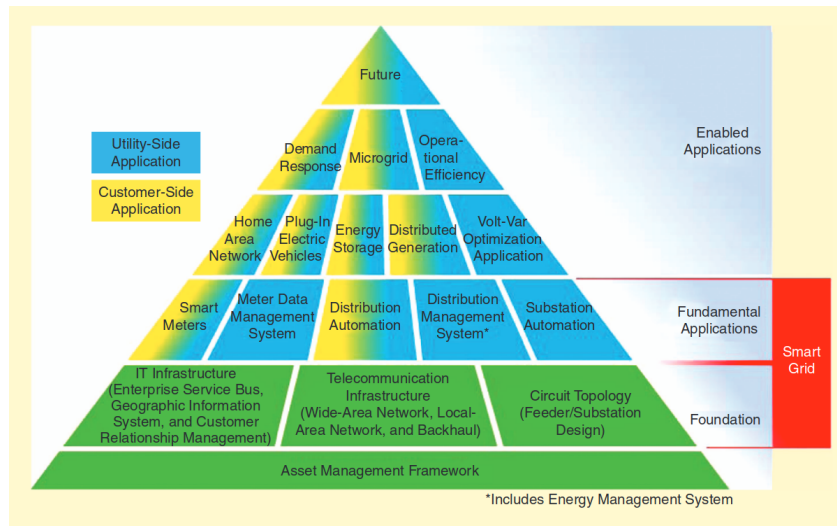 Future
Utility-Side
Application
Customer-Side
Application
Demand
Response
Microgrid
Opera-
tional
Efficiency
Enabled
Applications
Home
Area
Network
Plug-In
Electric
Vehicles
Energy
Storage
Distributed
Generation
Volt-Var
Optimization
Application
Smart
Meters
Meter Data
Management
System
Distribution
Automation
Distribution
Management
System*
Substation
Automation
Fundamental
Applications
Smart
Grid
IT Infrastructure
(Enterprise Service Bus,
Geographic Information
System, and Customer
Relationship Management)
Telecommunication
Infrastructure
(Wide-Area Network, Local-
Area Network, and Backhaul)
Circuit Topology
(Feeder/Substation
Design)
Foundation
Asset Management Framework
*Includes Energy Management System